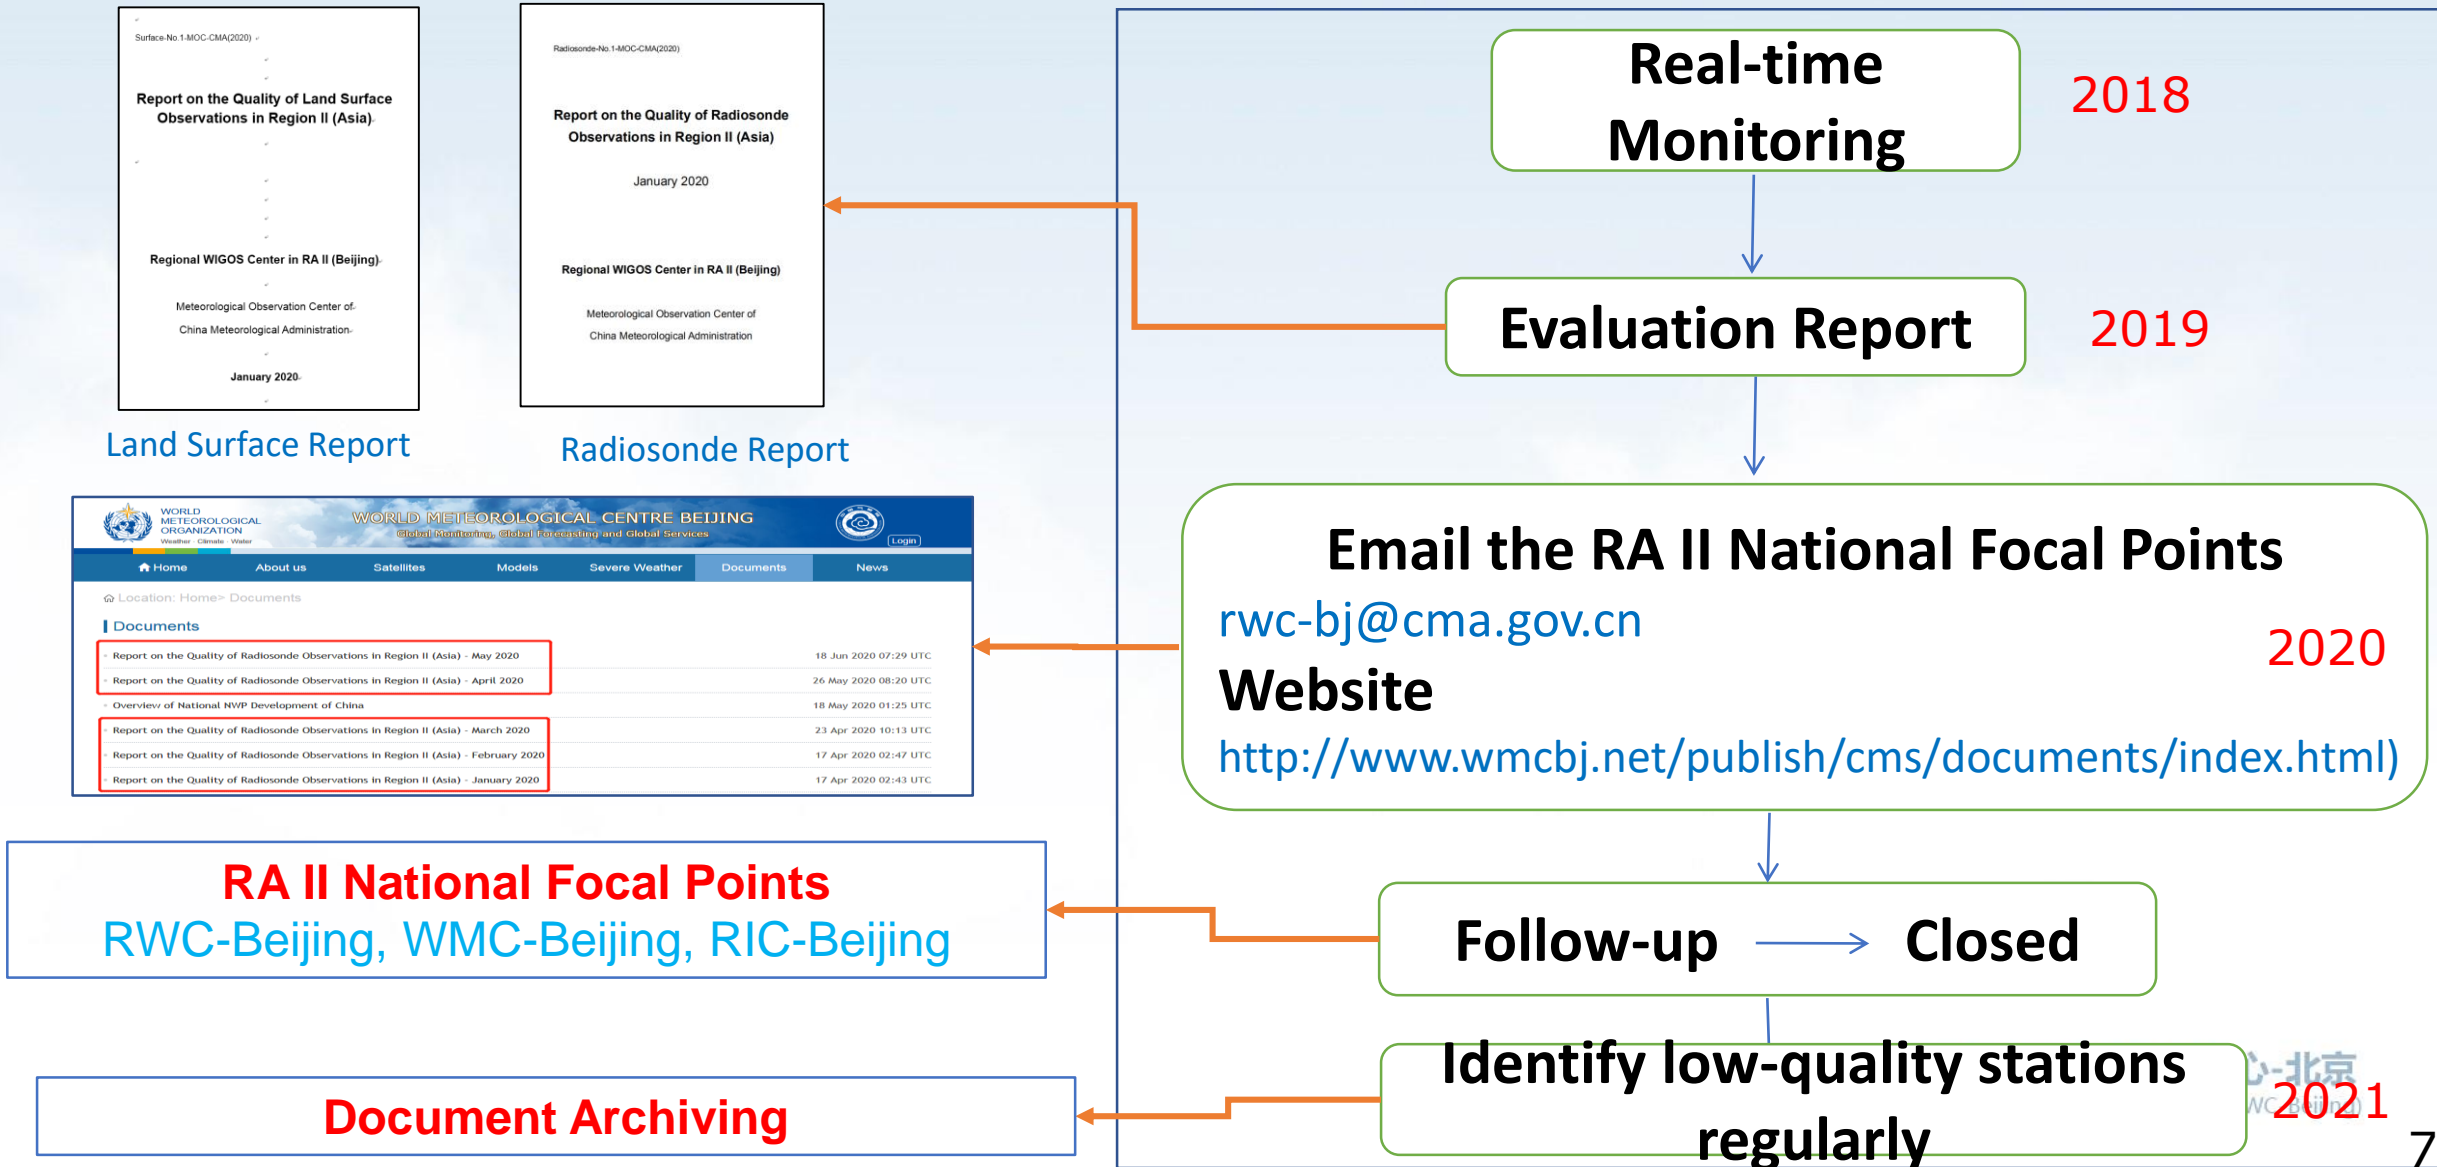 Surface-No.1-MOC-CMA(2020)
Report on the Quality of Land Surface
Observations in Region II (Asia)
Regional WIGOS Center in RA II (Beijing)
Meteorological Observation Center of
China Meteorological Administration
January 2020
Land Surface Report
Radiosonde-No.1-MOC-CMA(2020)
Report on the Quality of Radiosonde
Observations in Region II (Asia)
January 2020
Regional WIGOS Center in RA II (Beijing)
Meteorological Observation Center of
China Meteorological Administration
Radiosonde Report
WORLD
METEOROLOGICAL
ORGANIZATION
Weather · Climate · Water
WORLD METEOROLOGICAL CENTRE BEIJING
Global Monitoring, Global Forecasting and Global Services
Login
Home About us Satellites Models Severe Weather Documents News
Location: Home> Documents
Documents
Report on the Quality of Radiosonde Observations in Region II (Asia) - May 2020 18 Jun 2020 07:29 UTC
Report on the Quality of Radiosonde Observations in Region II (Asia) - April 2020 26 May 2020 08:20 UTC
Overview of National NWP Development of China 18 May 2020 01:25 UTC
Report on the Quality of Radiosonde Observations in Region II (Asia) - March 2020 23 Apr 2020 10:13 UTC
Report on the Quality of Radiosonde Observations in Region II (Asia) - February 2020 17 Apr 2020 02:47 UTC
Report on the Quality of Radiosonde Observations in Region II (Asia) - January 2020 17 Apr 2020 02:43 UTC
RA II National Focal Points
RWC-Beijing, WMC-Beijing, RIC-Beijing
Document Archiving
Real-time
Monitoring
2018
Evaluation Report
2019
Email the RA II National Focal Points
rwc-bj@cma.gov.cn
2020
Website
http://www.wmcbj.net/publish/cms/documents/index.html)
Follow-up Closed
Identify low-quality stations
regularly
心-北京
2021
7